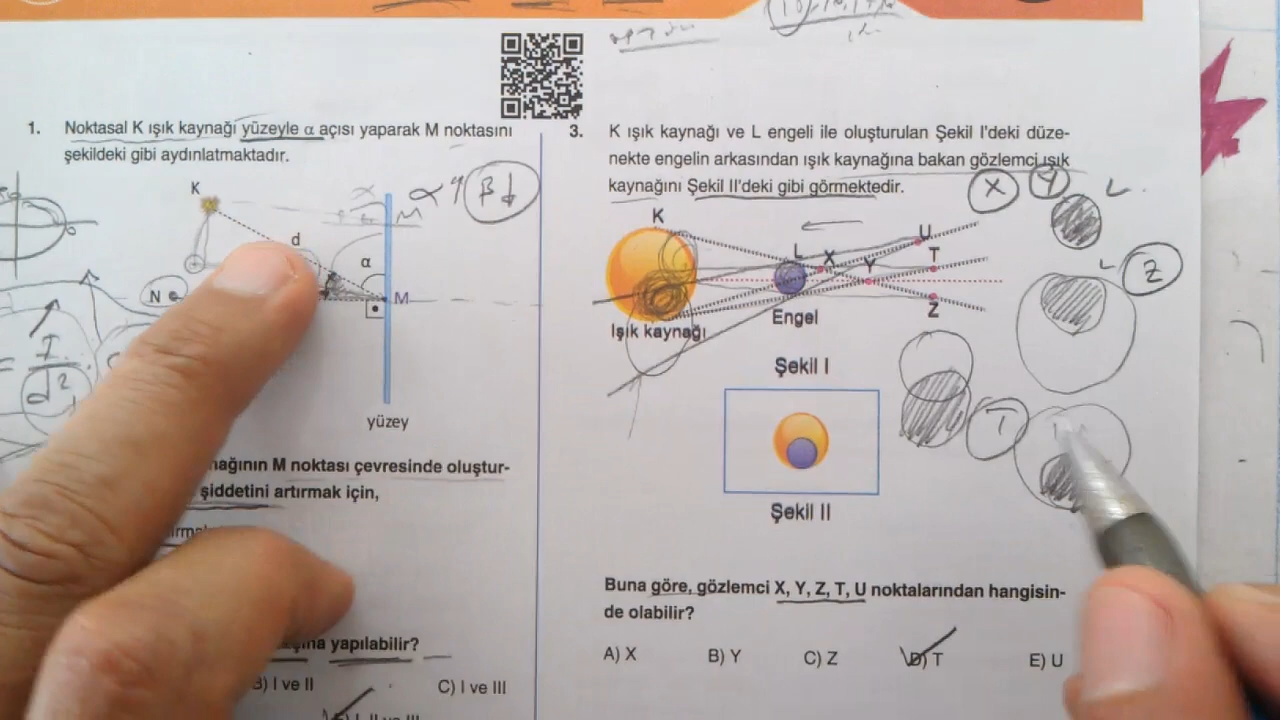 1. Noktasal K ışık kaynağı yüzeyle α açısı yaparak M noktasını
şekildeki gibi aydınlatmaktadır.
K
d
α
M
N
M
α
β
I
d²
yüzey
nağının M noktası çevresinde oluştur-
şiddetini artırmak için,
yapılabilir?
B) I ve II
C) I ve III
3. K ışık kaynağı ve L engeli ile oluşturulan Şekil I'deki düze-
nekte engelin arkasından ışık kaynağına bakan gözlemci ışık
kaynağını Şekil II'deki gibi görmektedir.
X
Y
L
K
L
X
Y
U
T
Z
L
Z
Işık kaynağı
Engel
Şekil I
T
Şekil II
Buna göre, gözlemci X, Y, Z, T, U noktalarından hangisin-
de olabilir?
A) X
B) Y
C) Z
D) T
E) U